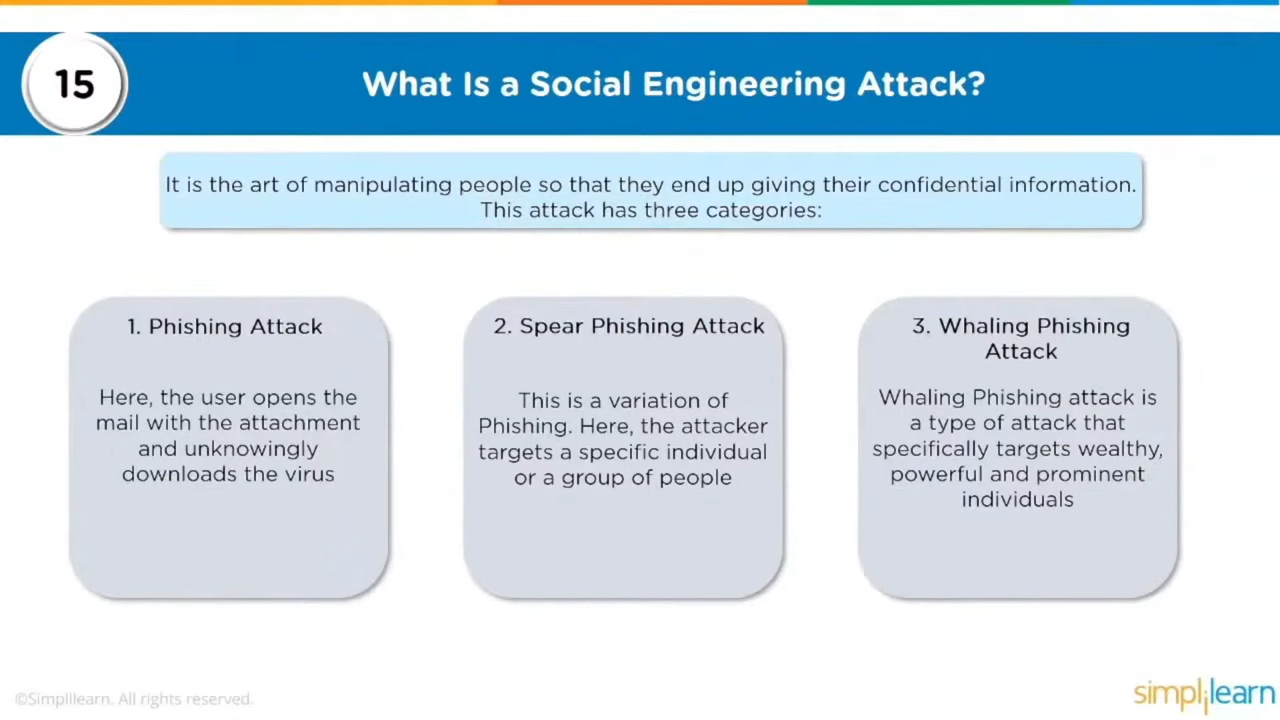 15
What Is a Social Engineering Attack?
It is the art of manipulating people so that they end up giving their confidential information.
This attack has three categories:
1. Phishing Attack
Here, the user opens the
mail with the attachment
and unknowingly
downloads the virus
2. Spear Phishing Attack
This is a variation of
Phishing. Here, the attacker
targets a specific individual
or a group of people
3. Whaling Phishing
Attack
Whaling Phishing attack is
a type of attack that
specifically targets wealthy,
powerful and prominent
individuals
©Simplilearn. All rights reserved.
simplilearn